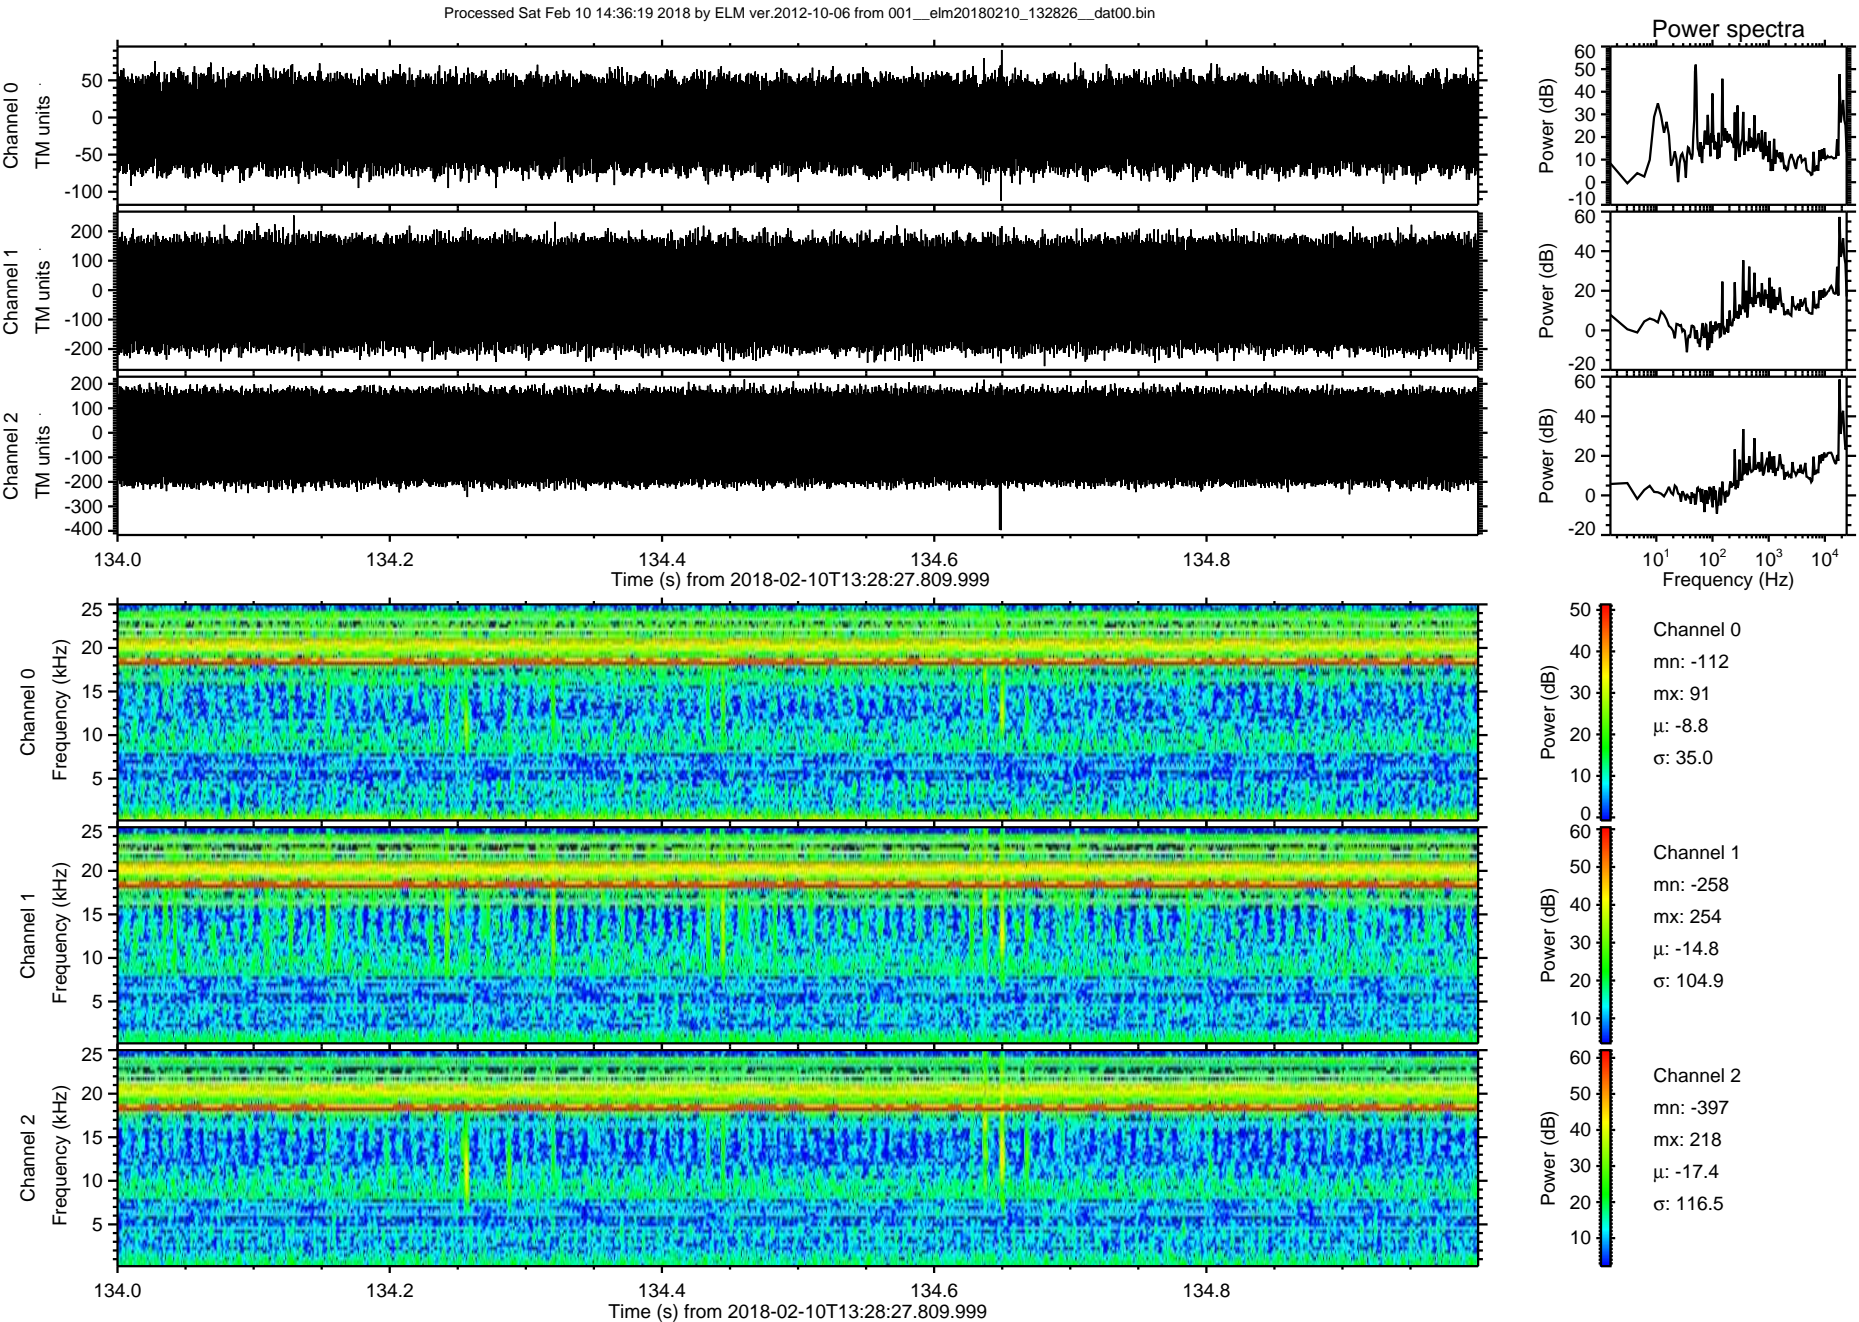 Processed Sat Feb 10 14:36:19 2018 by ELM ver.2012-10-06 from 001__elm20180210_132826__dat00.bin
Power spectra
Channel 0
TM units
50
0
-50
-100
Power (dB)
60
50
40
30
20
10
0
-10
Channel 1
TM units
200
100
0
-100
-200
Power (dB)
60
40
20
0
-20
Channel 2
TM units
200
100
0
-100
-200
-300
-400
Power (dB)
60
40
20
0
-20
134.0 134.2 134.4 134.6 134.8
Time (s) from 2018-02-10T13:28:27.809.999
10¹ 10² 10³ 10⁴
Frequency (Hz)
Channel 0
Frequency (kHz)
25
20
15
10
5
Power (dB)
50
40
30
20
10
0
Channel 0
mn: -112
mx: 91
μ: -8.8
σ: 35.0
Channel 1
Frequency (kHz)
25
20
15
10
5
Power (dB)
60
50
40
30
20
10
Channel 1
mn: -258
mx: 254
μ: -14.8
σ: 104.9
Channel 2
Frequency (kHz)
25
20
15
10
5
Power (dB)
60
50
40
30
20
10
Channel 2
mn: -397
mx: 218
μ: -17.4
σ: 116.5
134.0 134.2 134.4 134.6 134.8
Time (s) from 2018-02-10T13:28:27.809.999